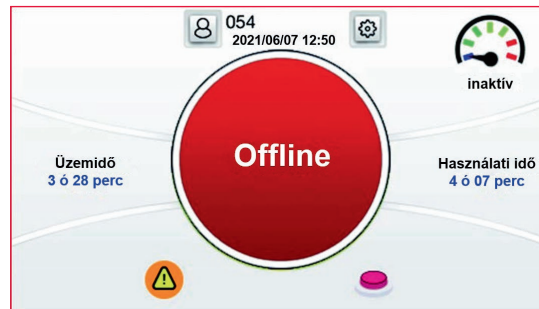 054
2021/06/07 12:50
inaktív
Offline
Üzemidő
3 ó 28 perc
Használati idő
4 ó 07 perc